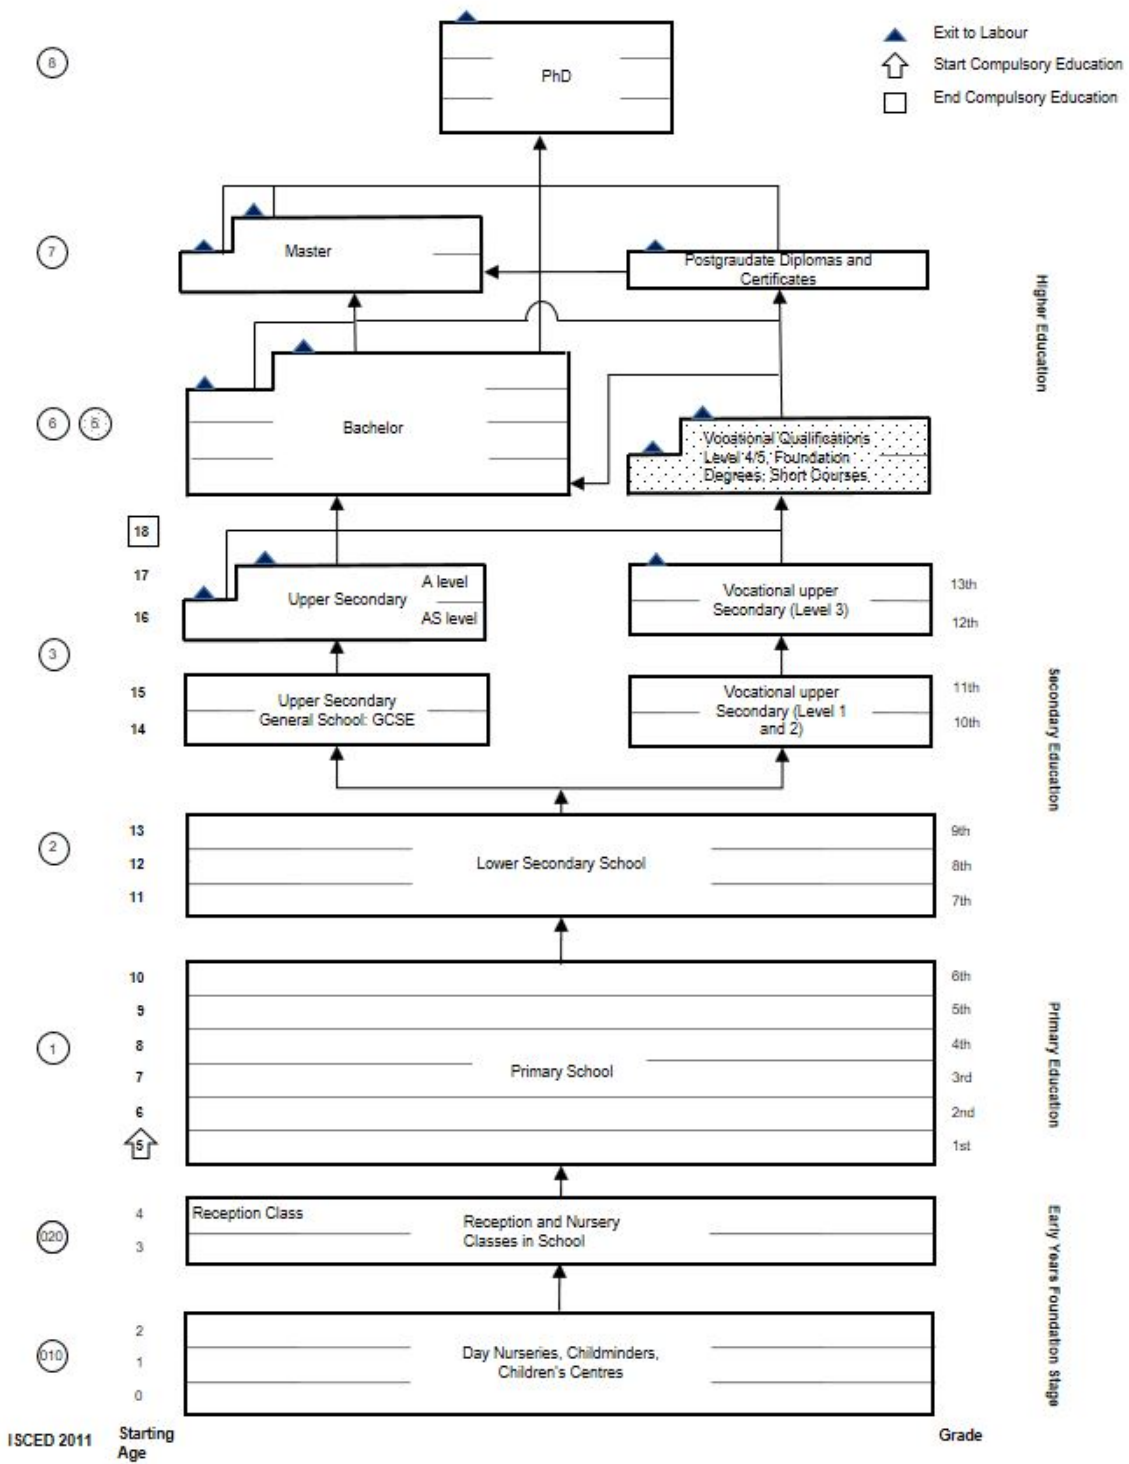 Exit to Labour
Start Compulsory Education
End Compulsory Education
8
PhD
7
Master
Postgraudate Diplomas and
Certificates
Higher Education
6
5
Bachelor
Vocational Qualifications
Level 4/5, Foundation
Degrees, Short Courses
18
17
16
Upper Secondary
A level
AS level
Vocational upper
Secondary (Level 3)
13th
12th
3
15
14
Upper Secondary
General School: GCSE
Vocational upper
Secondary (Level 1
and 2)
11th
10th
Secondary Education
2
13
12
11
Lower Secondary School
9th
8th
7th
1
10
9
8
7
6
5
Primary School
6th
5th
4th
3rd
2nd
1st
Primary Education
020
4
3
Reception Class
Reception and Nursery
Classes in School
010
2
1
0
Day Nurseries, Childminders,
Children's Centres
Early Years Foundation Stage
ISCED 2011
Starting
Age
Grade